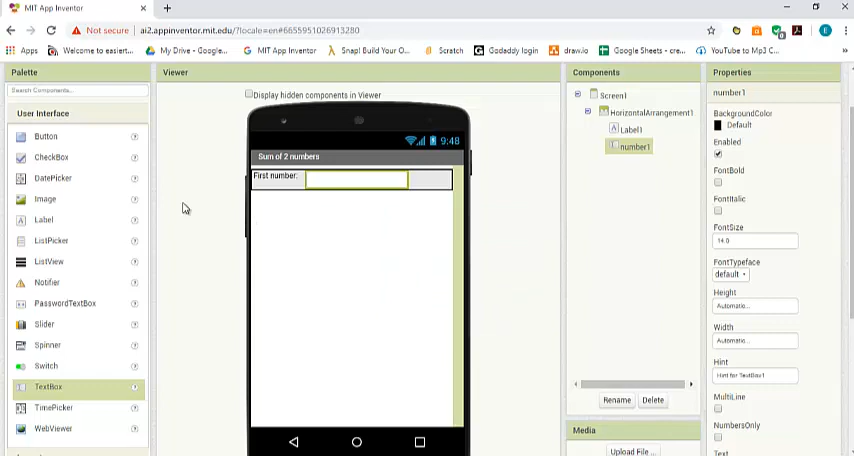 MIT App Inventor
Not secure
ai2.appinventor.mit.edu/?locale=en#6655951026913280
Apps
Welcome to easiert...
My Drive - Google...
MIT App Inventor
Snap! Build Your O...
Scratch
Godaddy login
draw.io
Google Sheets - cre...
YouTube to Mp3 C...
Palette
Viewer
Components
Properties
Search Components...
User Interface
Button
CheckBox
DatePicker
Image
Label
ListPicker
ListView
Notifier
PasswordTextBox
Slider
Spinner
Switch
TextBox
TimePicker
WebViewer
Display hidden components in Viewer
9:48
Sum of 2 numbers
First number:
Screen1
HorizontalArrangement1
Label1
number1
Rename
Delete
Media
Upload File ...
number1
BackgroundColor
Default
Enabled
FontBold
FontItalic
FontSize
14.0
FontTypeface
default
Height
Automatic...
Width
Automatic...
Hint
Hint for TextBox1
MultiLine
NumbersOnly
Text